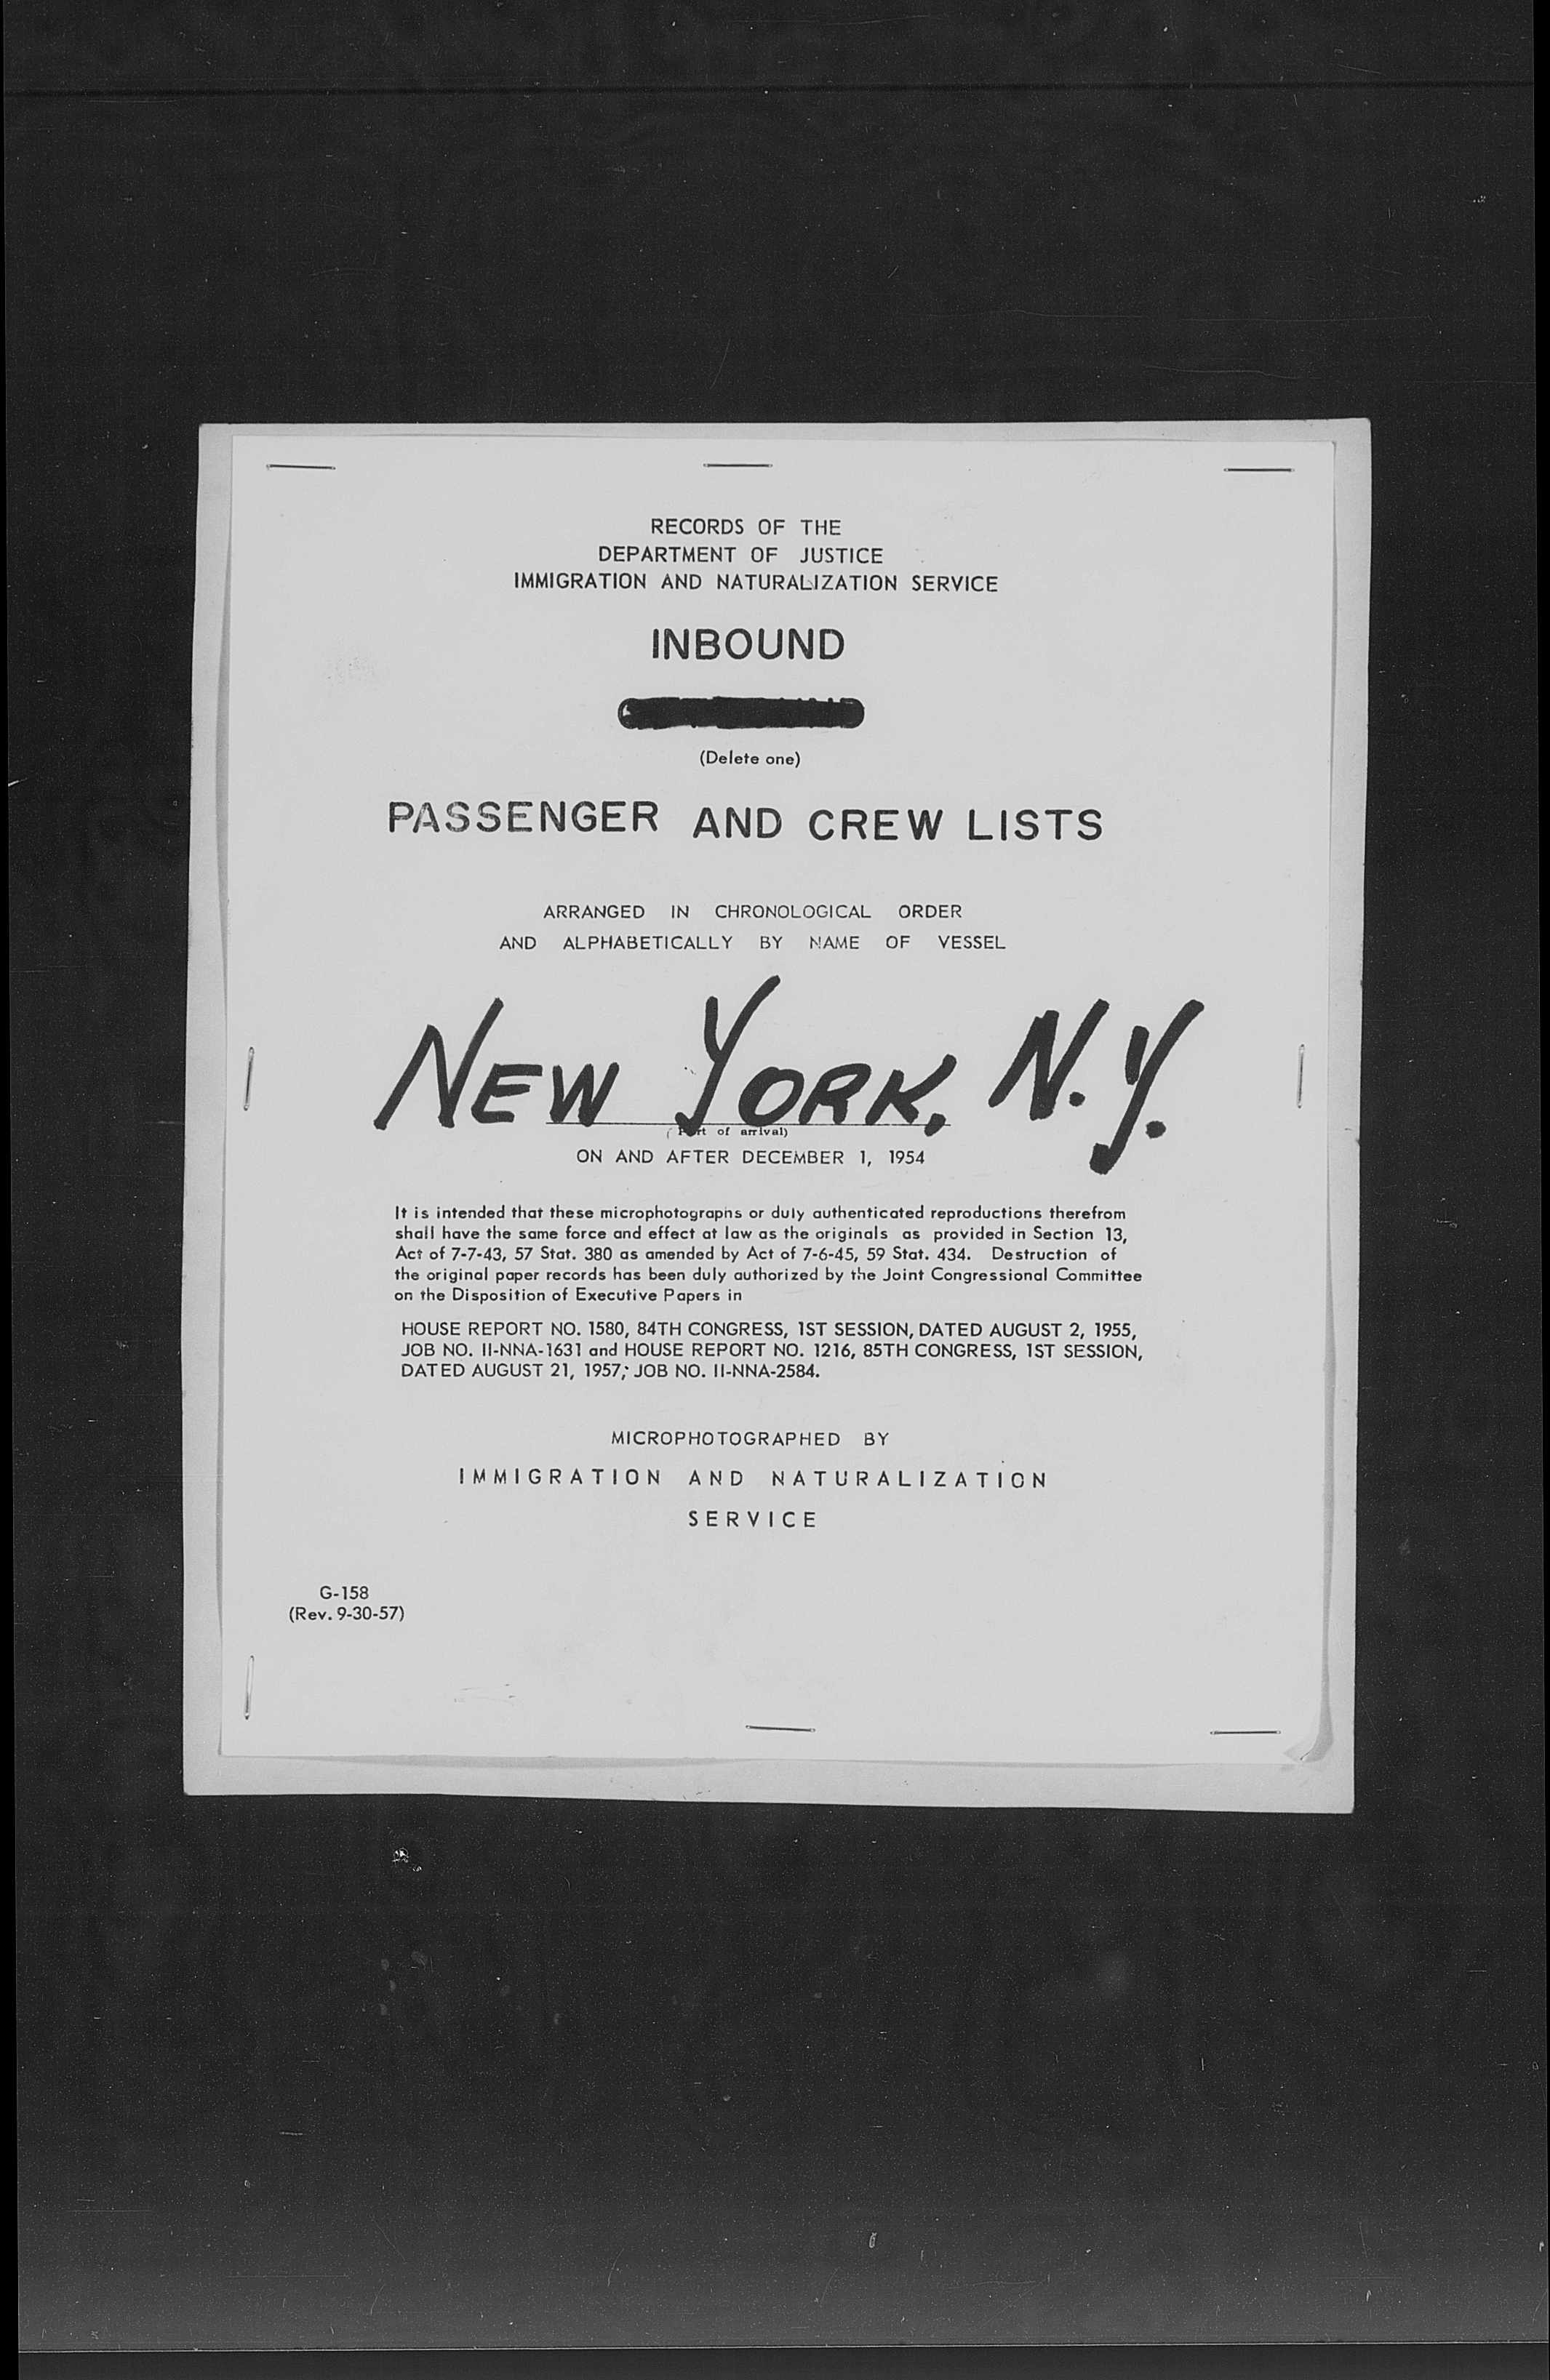 RECORDS OF THE
DEPARTMENT OF JUSTICE
IMMIGRATION AND NATURALIZATION SERVICE
INBOUND
(Delete one)
PASSENGER AND CREW LISTS
ARRANGED IN CHRONOLOGICAL ORDER
AND ALPHABETICALLY BY NAME OF VESSEL
NEW YORK, N.Y.
(Port of arrival)
ON AND AFTER DECEMBER 1, 1954
It is intended that these microphotographs or duly authenticated reproductions therefrom
shall have the same force and effect at law as the originals as provided in Section 13,
Act of 7-7-43, 57 Stat. 380 as amended by Act of 7-6-45, 59 Stat. 434. Destruction of
the original paper records has been duly authorized by the Joint Congressional Committee
on the Disposition of Executive Papers in
HOUSE REPORT NO. 1580, 84TH CONGRESS, 1ST SESSION, DATED AUGUST 2, 1955,
JOB NO. II-NNA-1631 and HOUSE REPORT NO. 1216, 85TH CONGRESS, 1ST SESSION,
DATED AUGUST 21, 1957; JOB NO. II-NNA-2584.
MICROPHOTOGRAPHED BY
IMMIGRATION AND NATURALIZATION
SERVICE
G-158
(Rev. 9-30-57)